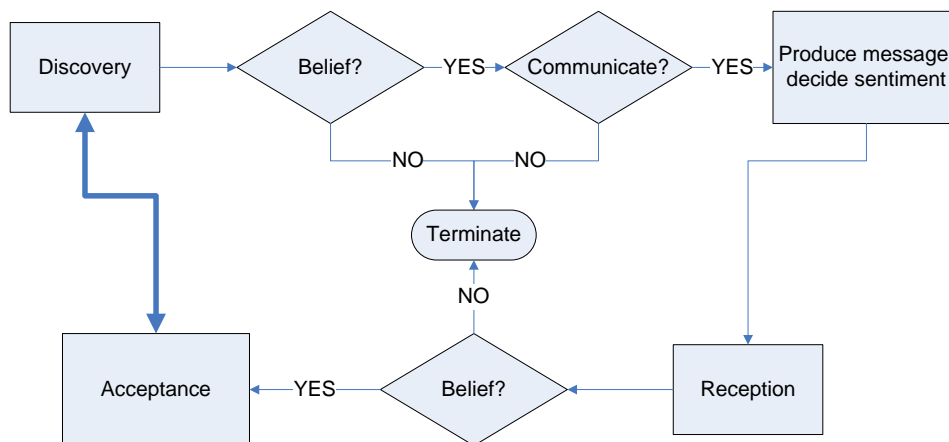 Discovery
Belief?
YES
Communicate?
YES
Produce message,
decide sentiment
NO
NO
Terminate
NO
Acceptance
YES
Belief?
Reception